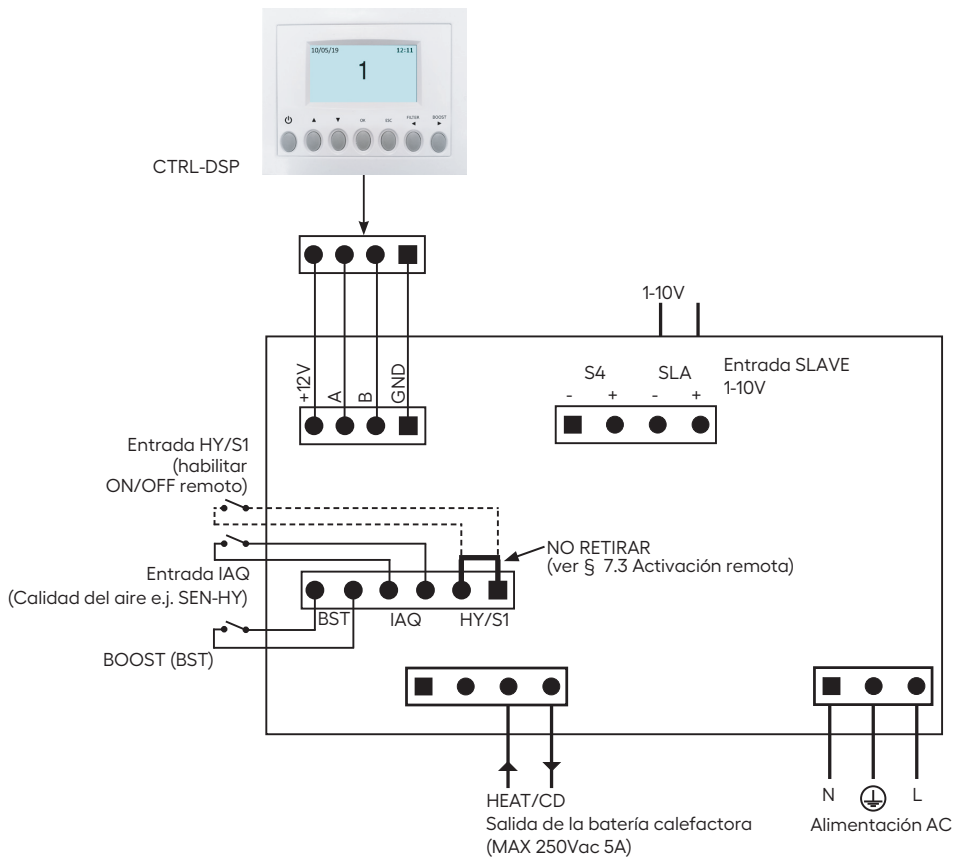 10/05/19 12:11
1
OK ESC FILTER BOOST
CTRL-DSP
1-10V
+12V
A
B
GND
S4 SLA
- + - +
Entrada SLAVE
1-10V
Entrada HY/S1
(habilitar
ON/OFF remoto)
NO RETIRAR
(ver § 7.3 Activación remota)
Entrada IAQ
(Calidad del aire e.j. SEN-HY)
BST IAQ HY/S1
BOOST (BST)
HEAT/CD
Salida de la batería calefactora
(MAX 250Vac 5A)
N L
Alimentación AC